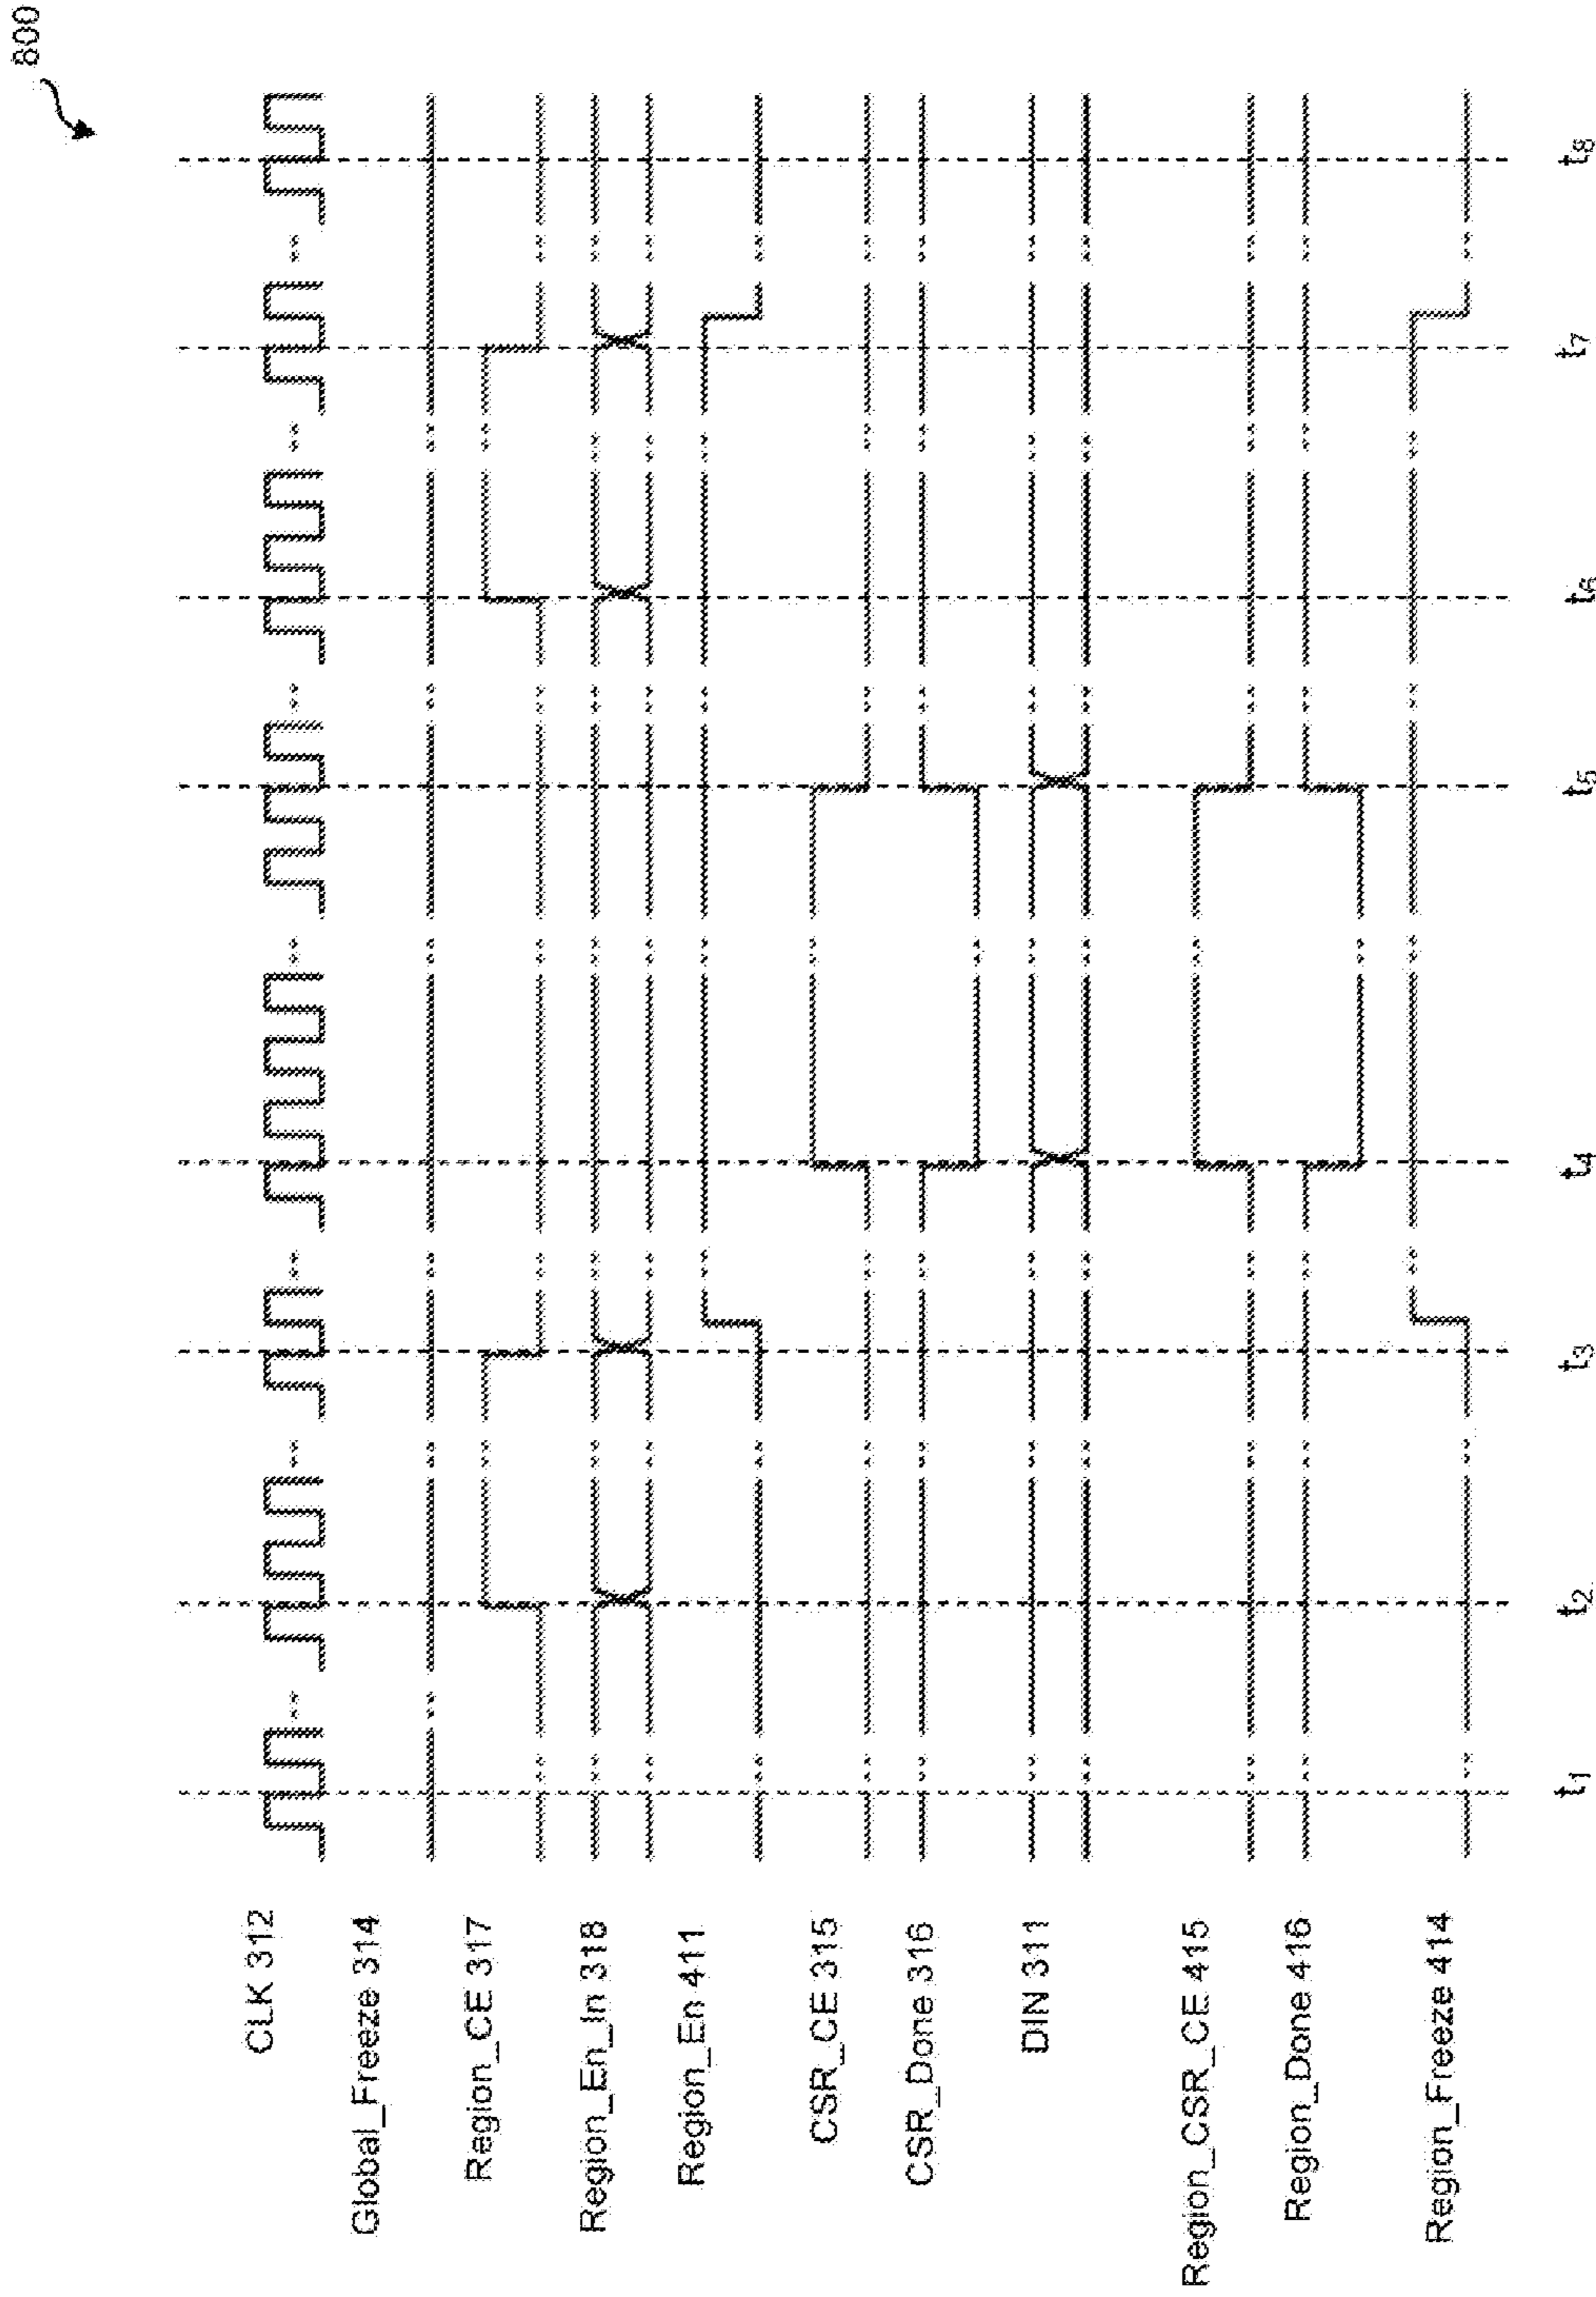 800
CLK 312
Global_Freeze 314
Region_CE 317
Region_En_In 318
Region_En 411
CSR_CE 315
CSR_Done 316
DIN 311
Region_CSR_CE 415
Region_Done 416
Region_Freeze 414
t1 t2 t3 t4 t5 t6 t7 t8